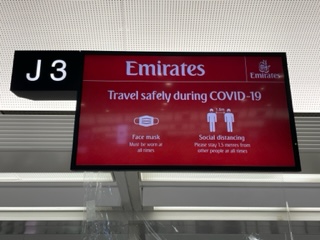 J 3
Emirates
Emirates
Travel safely during COVID-19
Face mask
Must be worn at
all times
Social distancing
Please stay 1.5 metres from
other people at all times